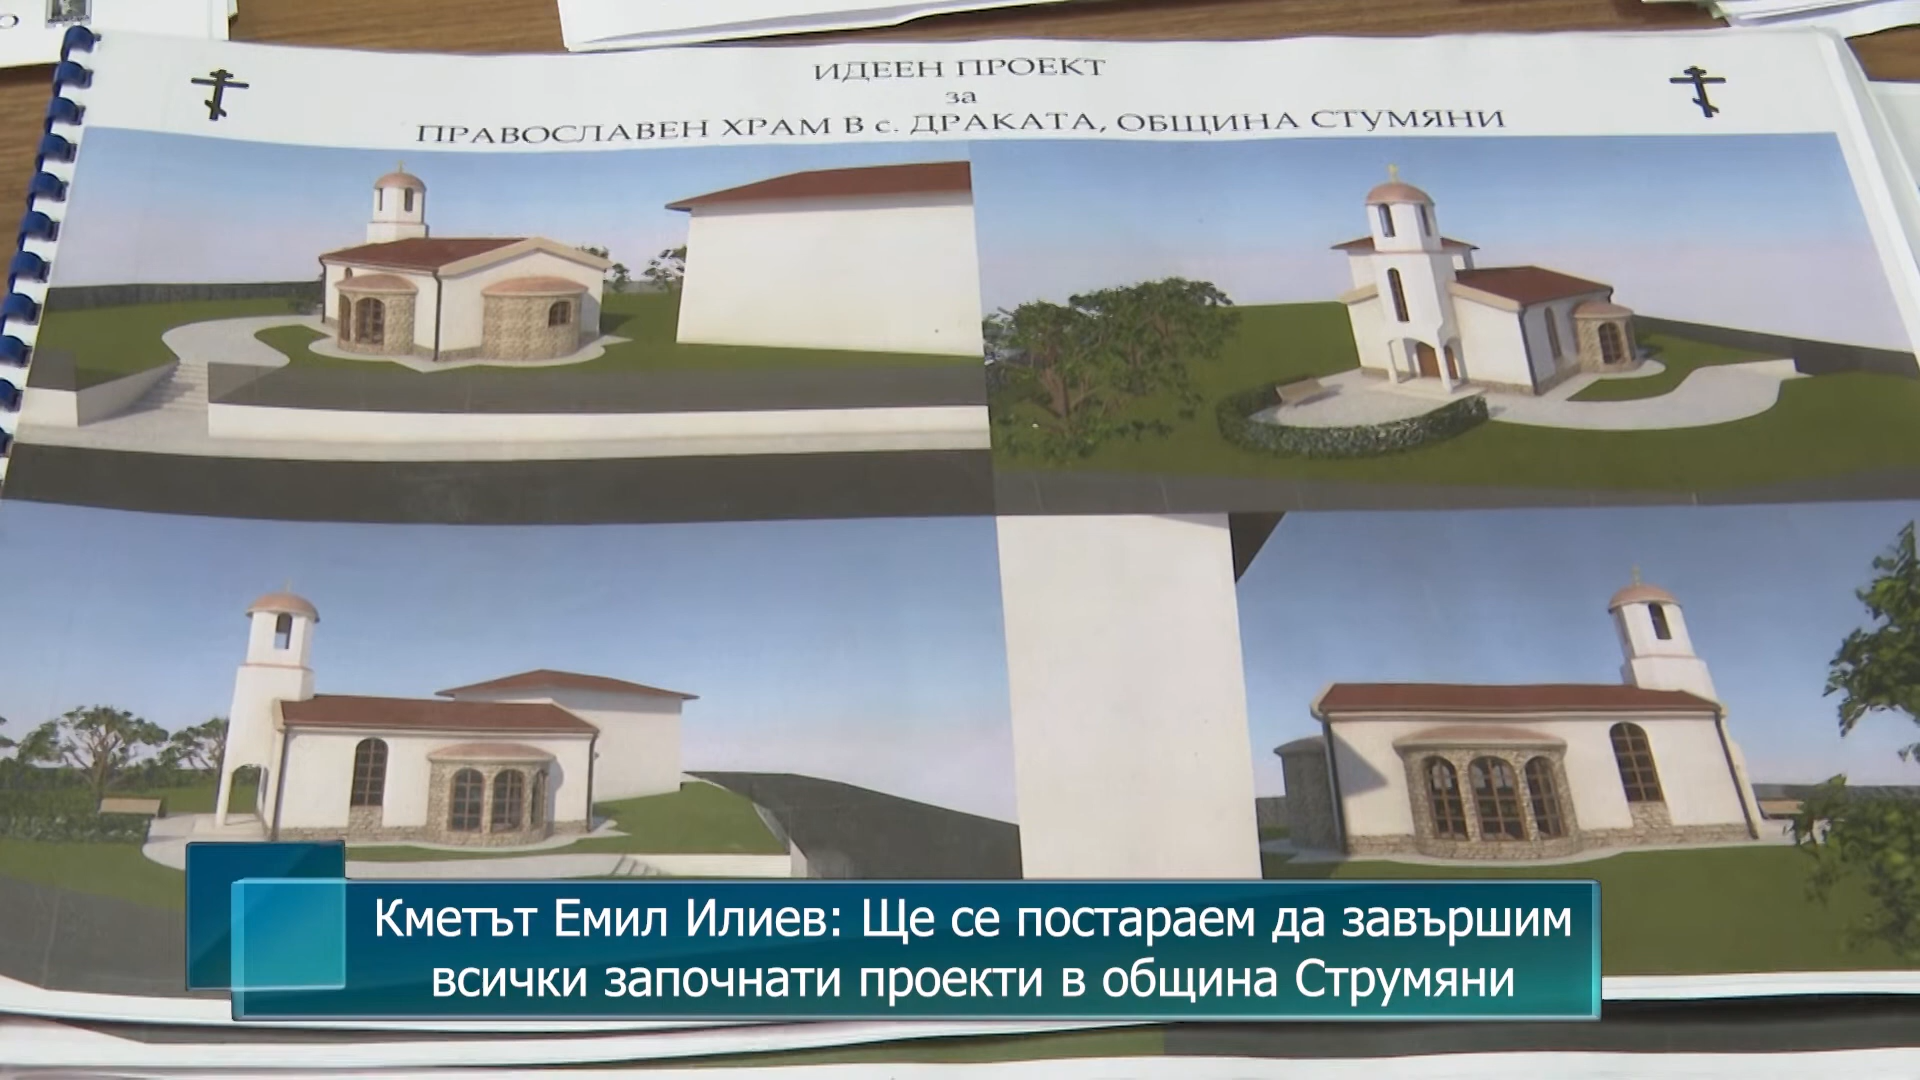 ИДЕЕН ПРОЕКТ
за
ПРАВОСЛАВЕН ХРАМ В с. ДРАКАТА, ОБЩИНА СТУМЯНИ
Кметът Емил Илиев: Ще се постараем да завършим
всички започнати проекти в община Струмяни